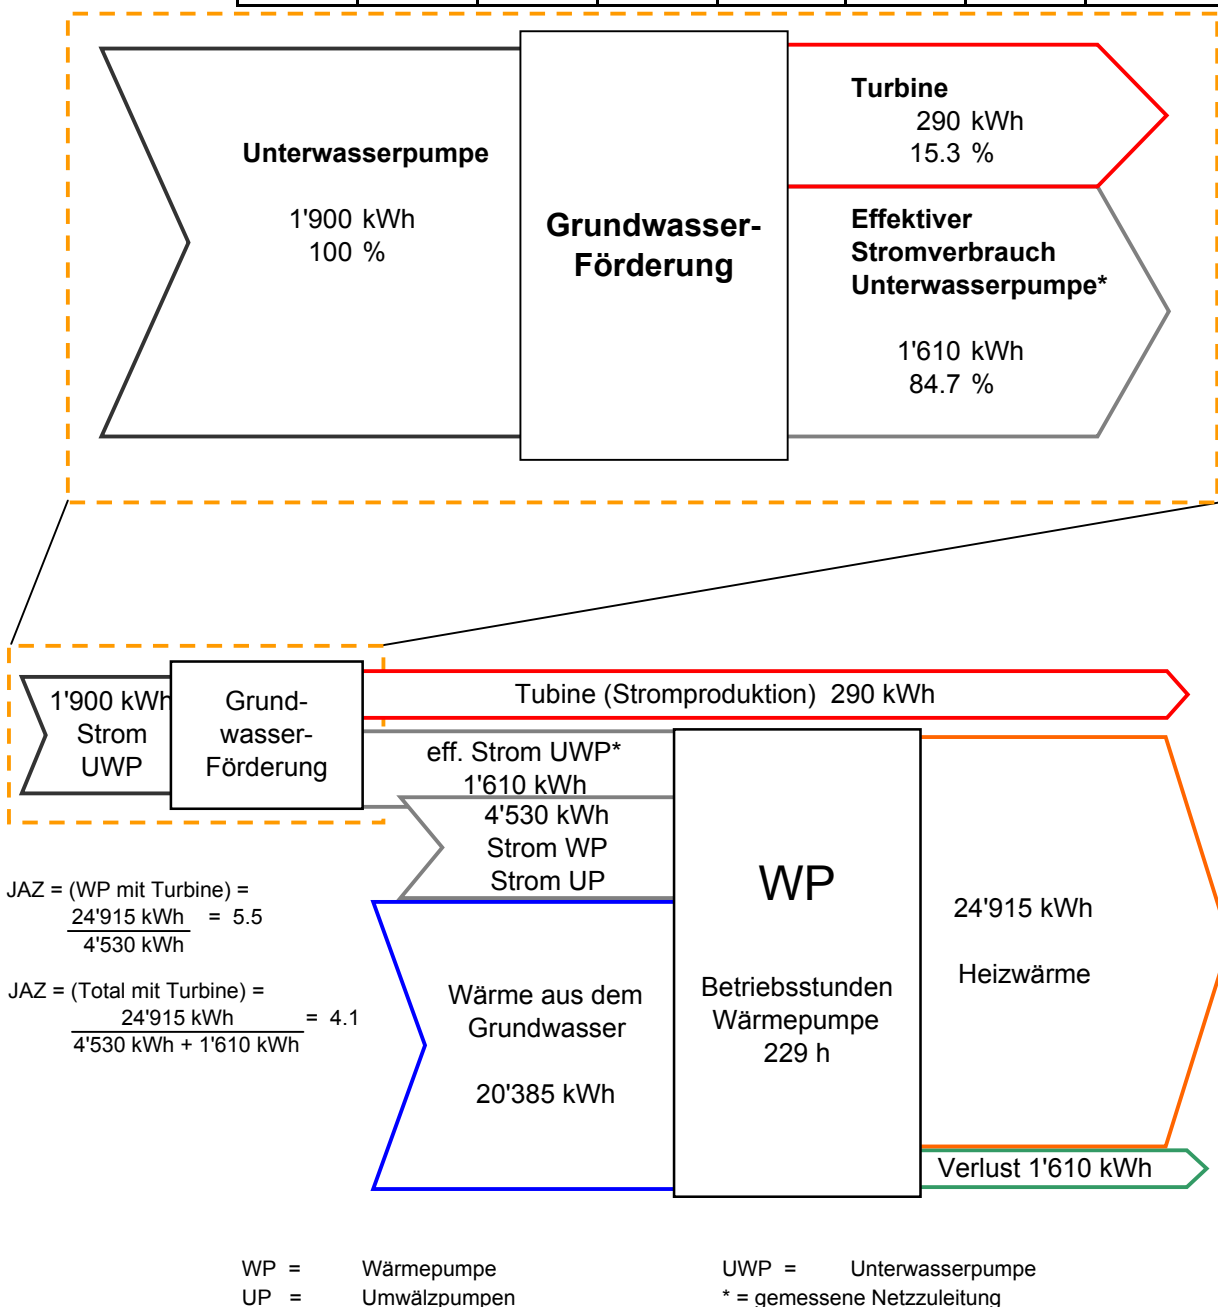 Unterwasserpumpe
1'900 kWh
100 %
Grundwasser-
Förderung
Turbine
290 kWh
15.3 %
Effektiver
Stromverbrauch
Unterwasserpumpe*
1'610 kWh
84.7 %
1'900 kWh
Strom
UWP
Grund-
wasser-
Förderung
Tubine (Stromproduktion) 290 kWh
eff. Strom UWP*
1'610 kWh
4'530 kWh
Strom WP
Strom UP
WP
Betriebsstunden
Wärmepumpe
229 h
24'915 kWh
Heizwärme
JAZ = (WP mit Turbine) =
24'915 kWh = 5.5
4'530 kWh
JAZ = (Total mit Turbine) =
24'915 kWh = 4.1
4'530 kWh + 1'610 kWh
Wärme aus dem
Grundwasser
20'385 kWh
Verlust 1'610 kWh
WP = Wärmepumpe
UWP = Unterwasserpumpe
UP = Umwälzpumpen
* = gemessene Netzzuleitung